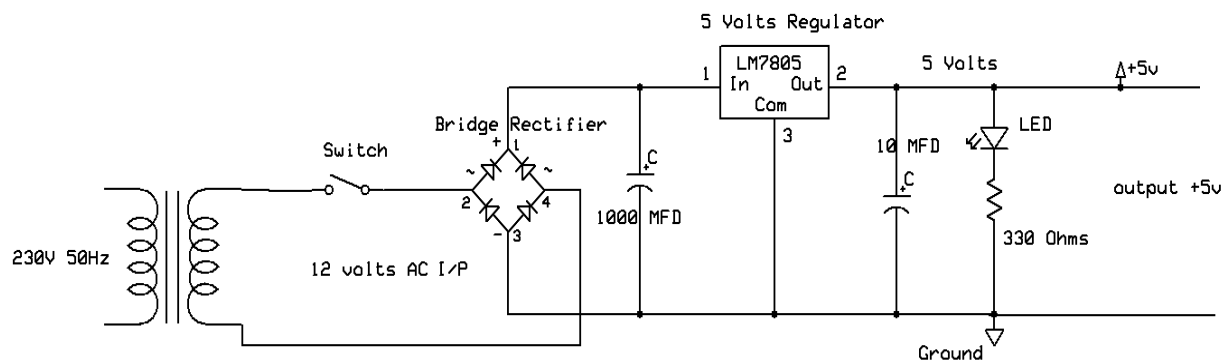 5 Volts Regulator
LM7805
1
In
Out
2
Com
3
5 Volts
+5v
Bridge Rectifier
+
1
~
~
2
4
-
3
Switch
C
+
1000 MFD
10 MFD
C
+
LED
330 Ohms
output +5v
230V 50Hz
12 volts AC I/P
Ground